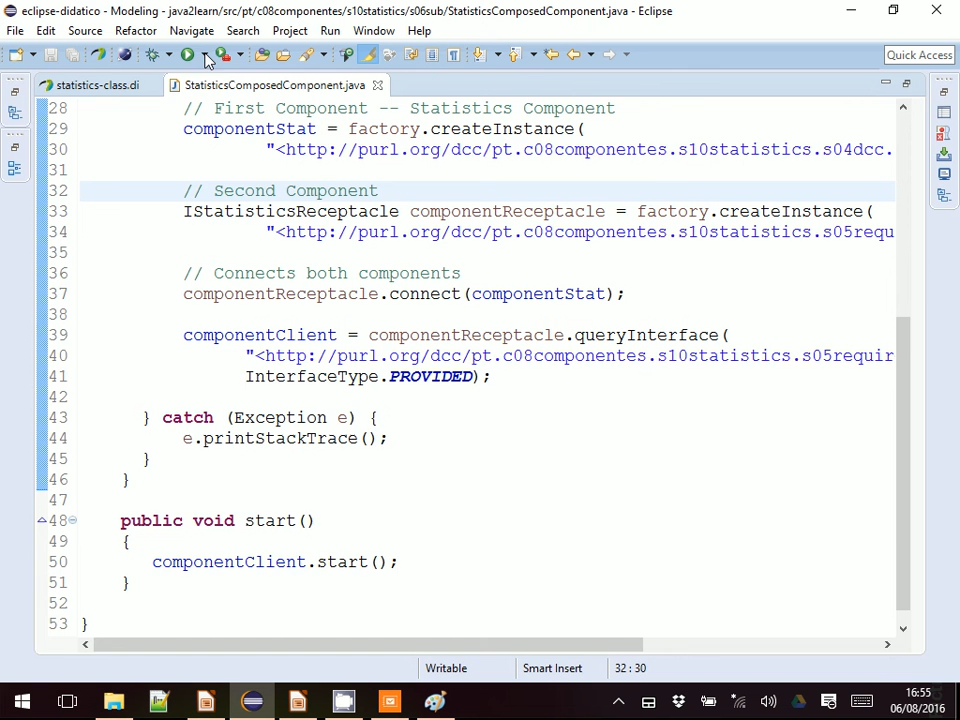 eclipse-didatico - Modeling - java2learn/src/pt/c08componentes/s10statistics/s06sub/StatisticsComposedComponent.java - Eclipse
File Edit Source Refactor Navigate Search Project Run Window Help
Quick Access
statistics-class.di StatisticsComposedComponent.java
28 // First Component -- Statistics Component
29 componentStat = factory.createInstance(
30 "<http://purl.org/dcc/pt.c08componentes.s10statistics.s04dcc.
31
32 // Second Component
33 IStatisticsReceptacle componentReceptacle = factory.createInstance(
34 "<http://purl.org/dcc/pt.c08componentes.s10statistics.s05requ
35
36 // Connects both components
37 componentReceptacle.connect(componentStat);
38
39 componentClient = componentReceptacle.queryInterface(
40 "<http://purl.org/dcc/pt.c08componentes.s10statistics.s05requir
41 InterfaceType.PROVIDED);
42
43 } catch (Exception e) {
44 e.printStackTrace();
45 }
46 }
47
48 public void start()
49 {
50 componentClient.start();
51 }
52
53 }
Writable Smart Insert 32 : 30
16:55
06/08/2016